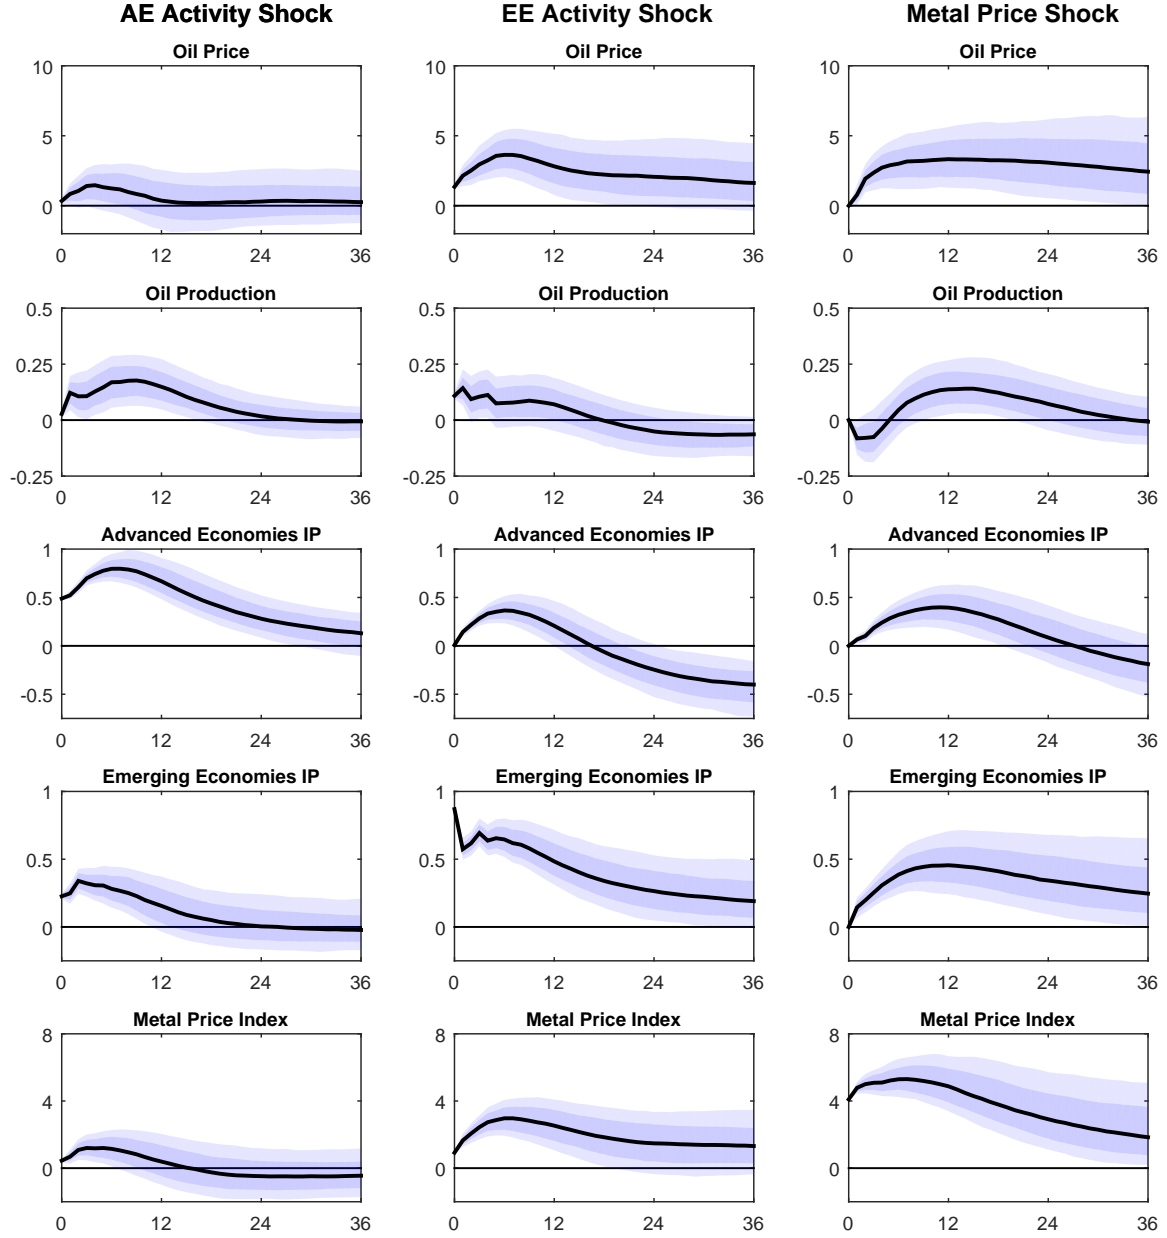 AE Activity Shock EE Activity Shock Metal Price Shock
Oil Price Oil Price Oil Price
10 10 10
5 5 5
0 0 0
0 12 24 36 0 12 24 36 0 12 24 36
Oil Production Oil Production Oil Production
0.5 0.5 0.5
0.25 0.25 0.25
0 0 0
-0.25 -0.25 -0.25
0 12 24 36 0 12 24 36 0 12 24 36
Advanced Economies IP Advanced Economies IP Advanced Economies IP
1 1 1
0.5 0.5 0.5
0 0 0
-0.5 -0.5 -0.5
0 12 24 36 0 12 24 36 0 12 24 36
Emerging Economies IP Emerging Economies IP Emerging Economies IP
1 1 1
0.5 0.5 0.5
0 0 0
0 12 24 36 0 12 24 36 0 12 24 36
Metal Price Index Metal Price Index Metal Price Index
8 8 8
4 4 4
0 0 0
0 12 24 36 0 12 24 36 0 12 24 36